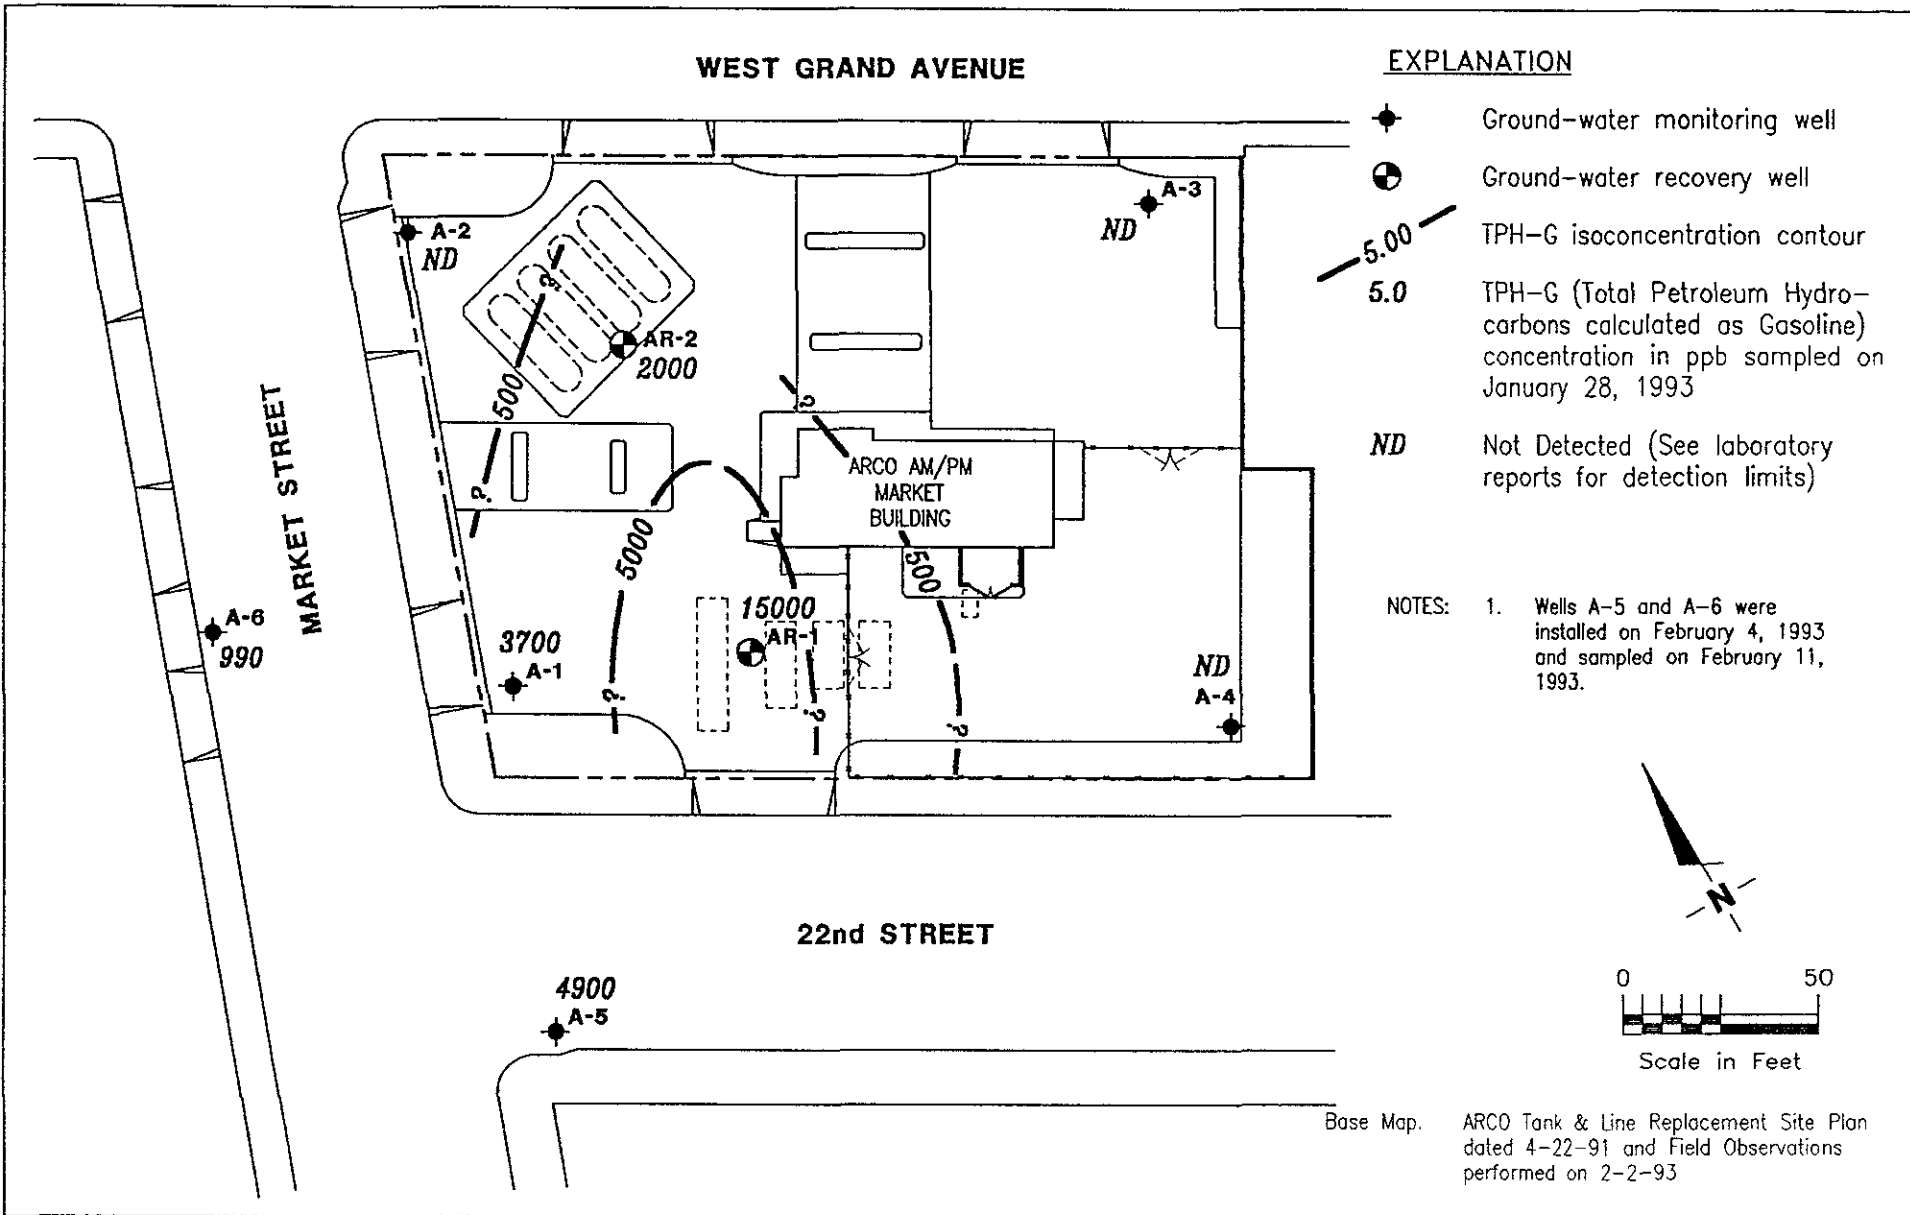 WEST GRAND AVENUE
EXPLANATION
Ground-water monitoring well
Ground-water recovery well
5.00
TPH-G isoconcentration contour
5.0
TPH-G (Total Petroleum Hydro-
carbons calculated as Gasoline)
concentration in ppb sampled on
January 28, 1993
ND
Not Detected (See laboratory
reports for detection limits)
NOTES: 1. Wells A-5 and A-6 were
installed on February 4, 1993
and sampled on February 11,
1993.
A-2
ND
A-3
ND
?
AR-2
2000
500
?
?
ARCO AM/PM
MARKET
BUILDING
MARKET STREET
5000
500
A-6
990
3700
A-1
15000
AR-1
?
?
?
ND
A-4
N
22nd STREET
4900
A-5
0 50
Scale in Feet
Base Map. ARCO Tank & Line Replacement Site Plan
dated 4-22-91 and Field Observations
performed on 2-2-93